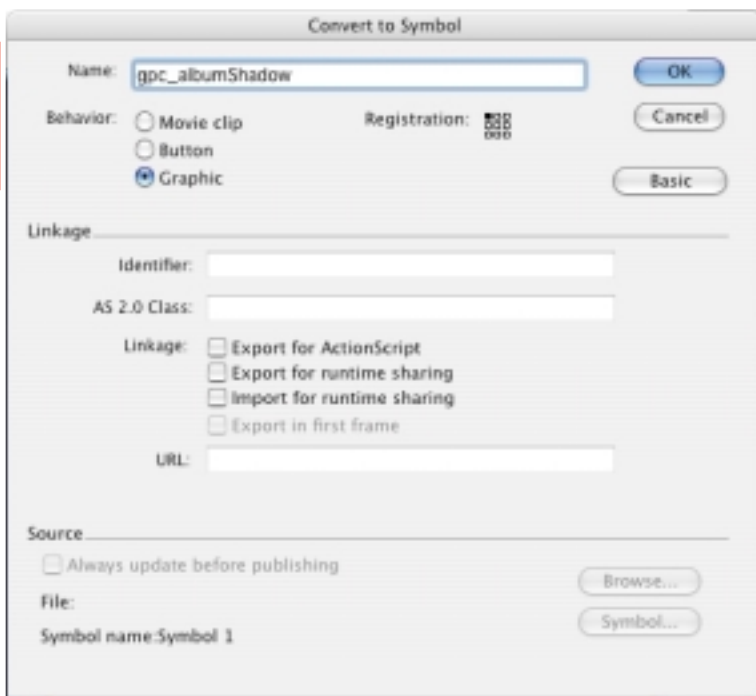 Convert to Symbol
Name: gpc_albumShadow OK
Behavior: Movie clip Registration: Cancel
Button
Graphic Basic
Linkage
Identifier:
AS 2.0 Class:
Linkage: Export for ActionScript
Export for runtime sharing
Import for runtime sharing
Export in first frame
URL:
Source
Always update before publishing
Browse...
File:
Symbol...
Symbol name:Symbol 1